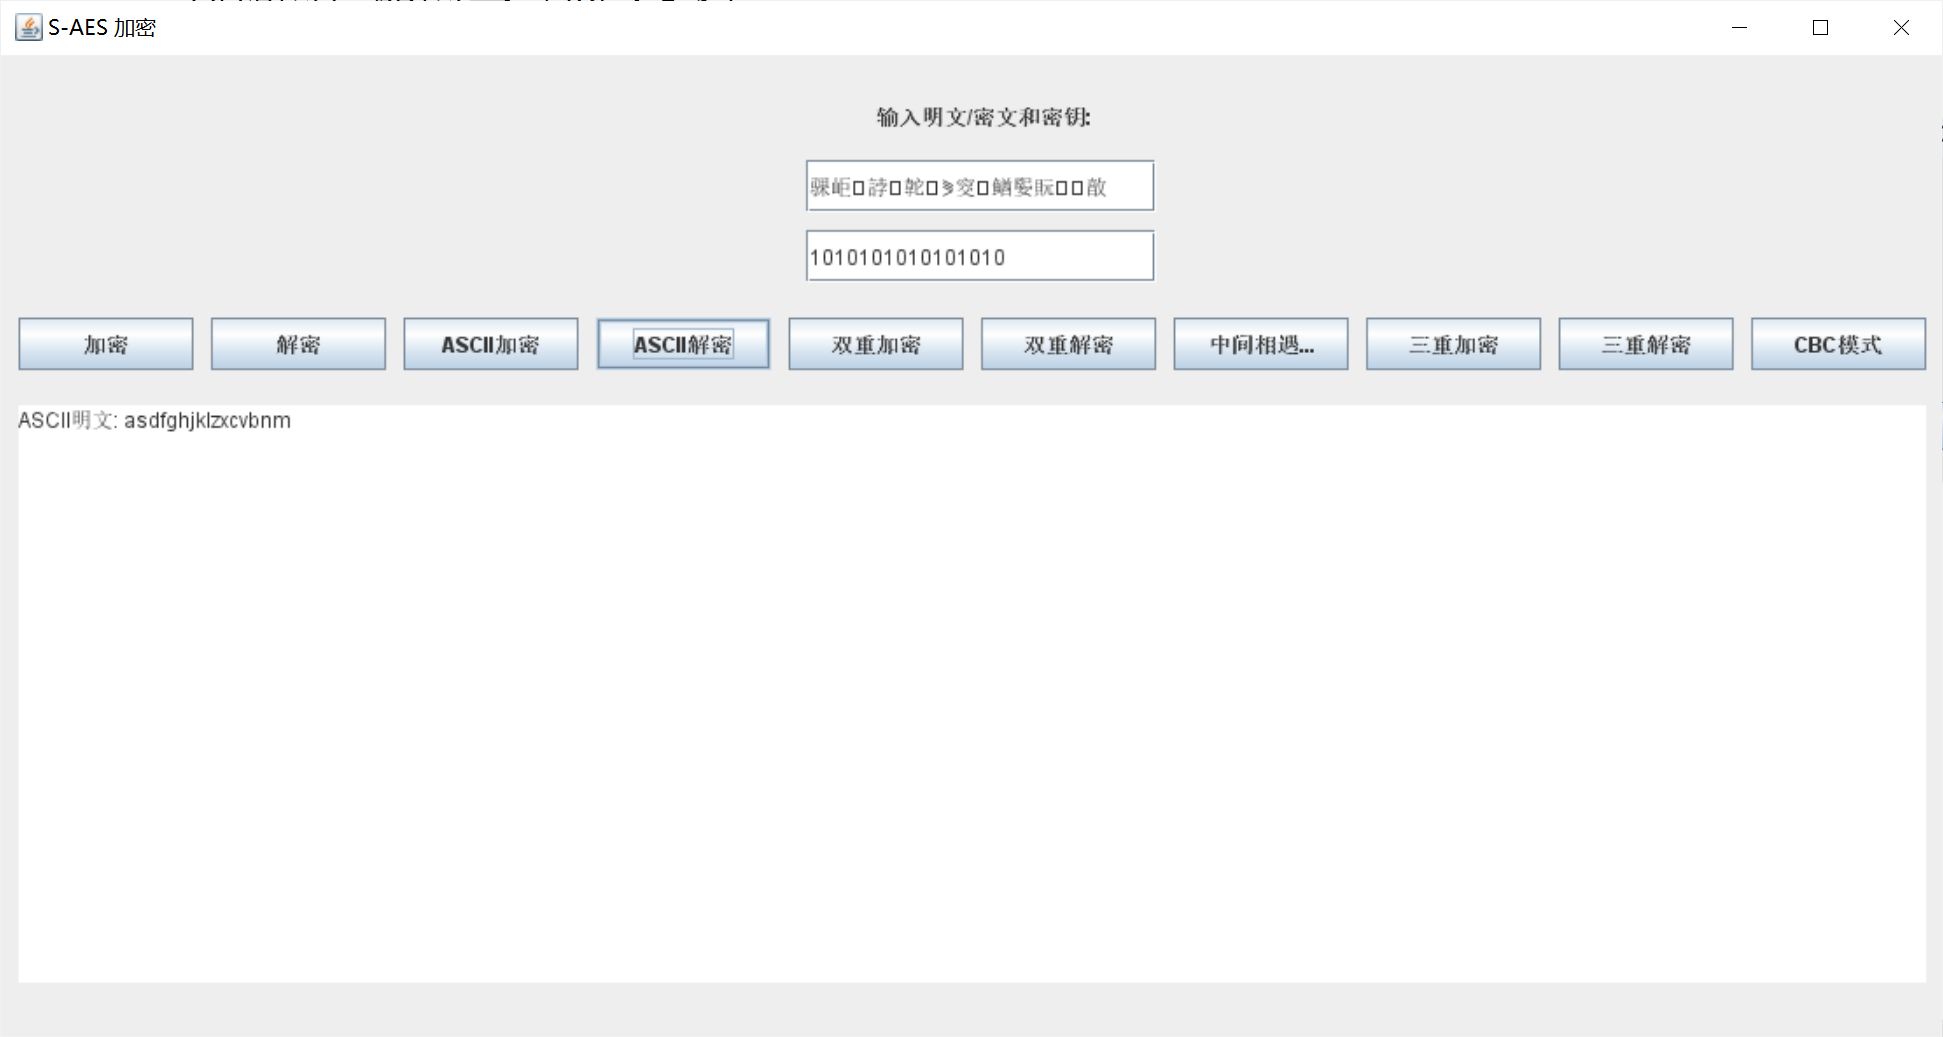 S-AES 加密
输入明文/密文和密钥:
1010101010101010
加密 解密 ASCII加密 ASCII解密 双重加密 双重解密 中间相遇... 三重加密 三重解密 CBC模式
ASCII明文: asdfghjklzxcvbnm